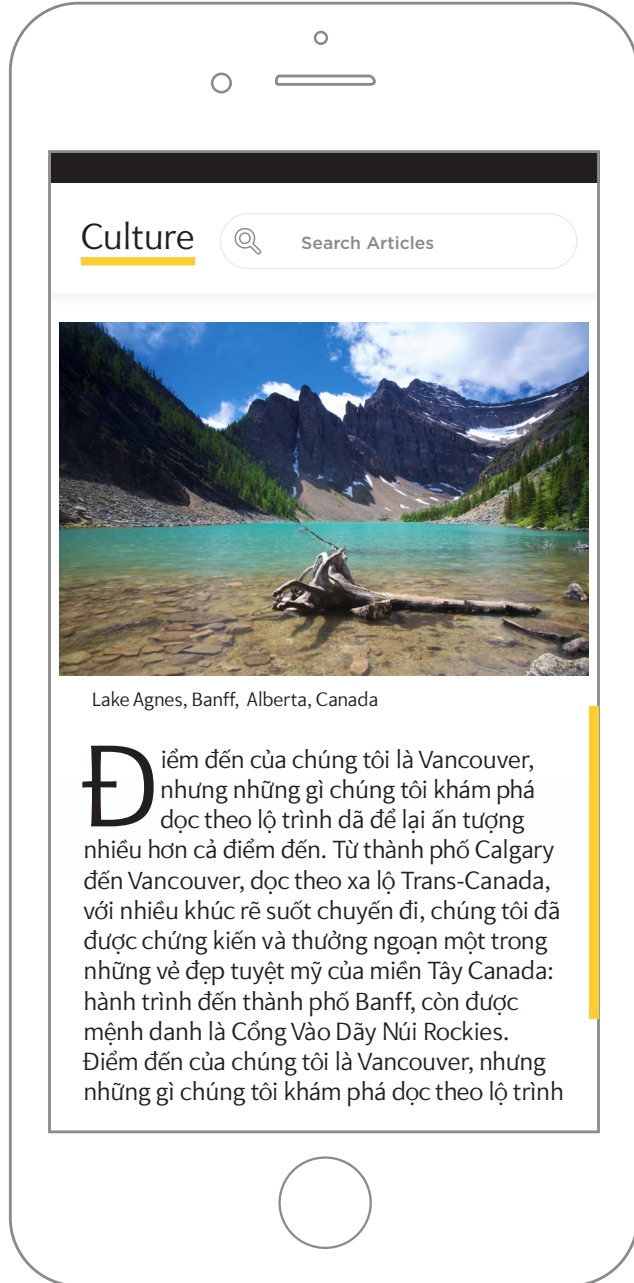 Culture
Search Articles
Lake Agnes, Banff, Alberta, Canada
Điểm đến của chúng tôi là Vancouver,
nhưng những gì chúng tôi khám phá
dọc theo lộ trình dã để lại ấn tượng
nhiều hơn cả điểm đến. Từ thành phố Calgary
đến Vancouver, dọc theo xa lộ Trans-Canada,
với nhiều khúc rẽ suốt chuyến đi, chúng tôi đã
được chứng kiến và thưởng ngoạn một trong
những vẻ đẹp tuyệt mỹ của miền Tây Canada:
hành trình đến thành phố Banff, còn được
mệnh danh là Cổng Vào Dãy Núi Rockies.
Điểm đến của chúng tôi là Vancouver, nhưng
những gì chúng tôi khám phá dọc theo lộ trình